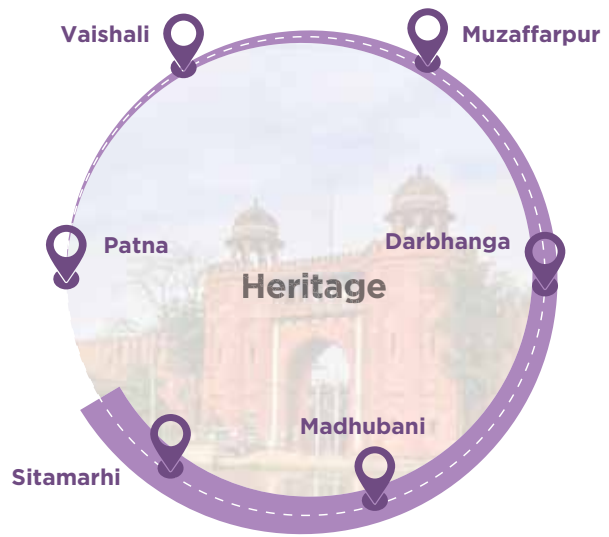 Vaishali
Muzaffarpur
Patna
Darbhanga
Heritage
Madhubani
Sitamarhi